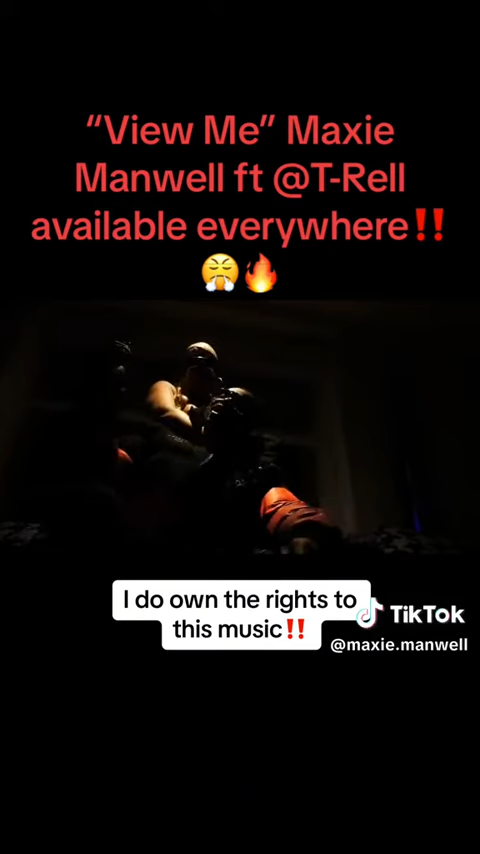 “View Me” Maxie
Manwell ft @T-Rell
available everywhere‼️
😤🔥
I do own the rights to
this music‼️
TikTok
@maxie.manwell